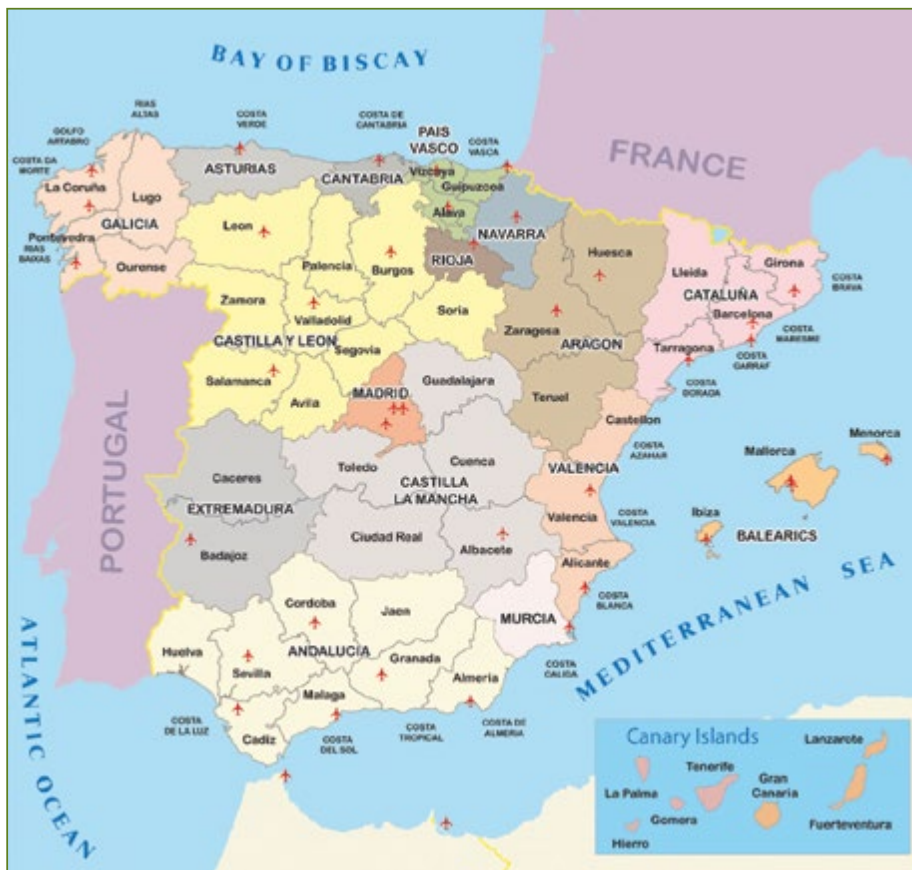 BAY OF BISCAY
RIAS
ALTAS
COSTA
VERDE
COSTA DE
CANTABRIA
PAIS
VASCO
COSTA
VASCA
GOLFO
ARTABRO
COSTA DA
MORTE
FRANCE
ASTURIAS
CANTABRIA
Vizcaya
Guipuzcoa
La Coruña
Lugo
Alava
GALICIA
Leon
NAVARRA
Pontevedra
RIAS
BAIXAS
Ourense
Palencia
Burgos
RIOJA
Huesca
Lleida
Girona
CATALUÑA
COSTA
BRAVA
Zamora
Valladolid
Soria
Zaragosa
Barcelona
COSTA
MARESME
CASTILLA Y LEON
Segovia
ARAGON
Tarragona
COSTA
GARRAF
Salamanca
Avila
MADRID
Guadalajara
Teruel
COSTA
DORADA
Castellon
COSTA
AZAHAR
PORTUGAL
Caceres
Toledo
Cuenca
VALENCIA
Mallorca
Menorca
CASTILLA
LA MANCHA
EXTREMADURA
Valencia
COSTA
VALENCIA
Ibiza
BALEARICS
Badajoz
Ciudad Real
Albacete
Alicante
COSTA
BLANCA
MEDITERRANEAN SEA
Cordoba
Jaen
MURCIA
ATLANTIC OCEAN
Huelva
Sevilla
ANDALUCIA
Granada
Almeria
COSTA
CALIDA
Malaga
COSTA
DE LA LUZ
Cadiz
COSTA
DEL SOL
COSTA
TROPICAL
COSTA DE
ALMERIA
Canary Islands
Lanzarote
La Palma
Tenerife
Gran
Canaria
Gomera
Hierro
Fuerteventura